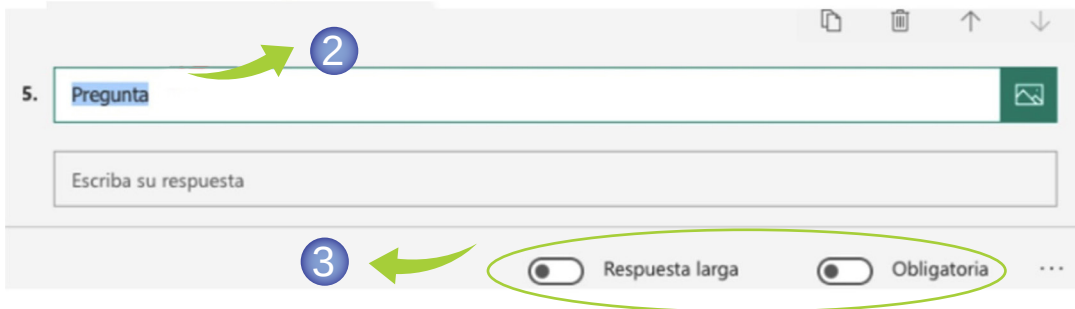 2
5. Pregunta
Escriba su respuesta
3 Respuesta larga Obligatoria ...